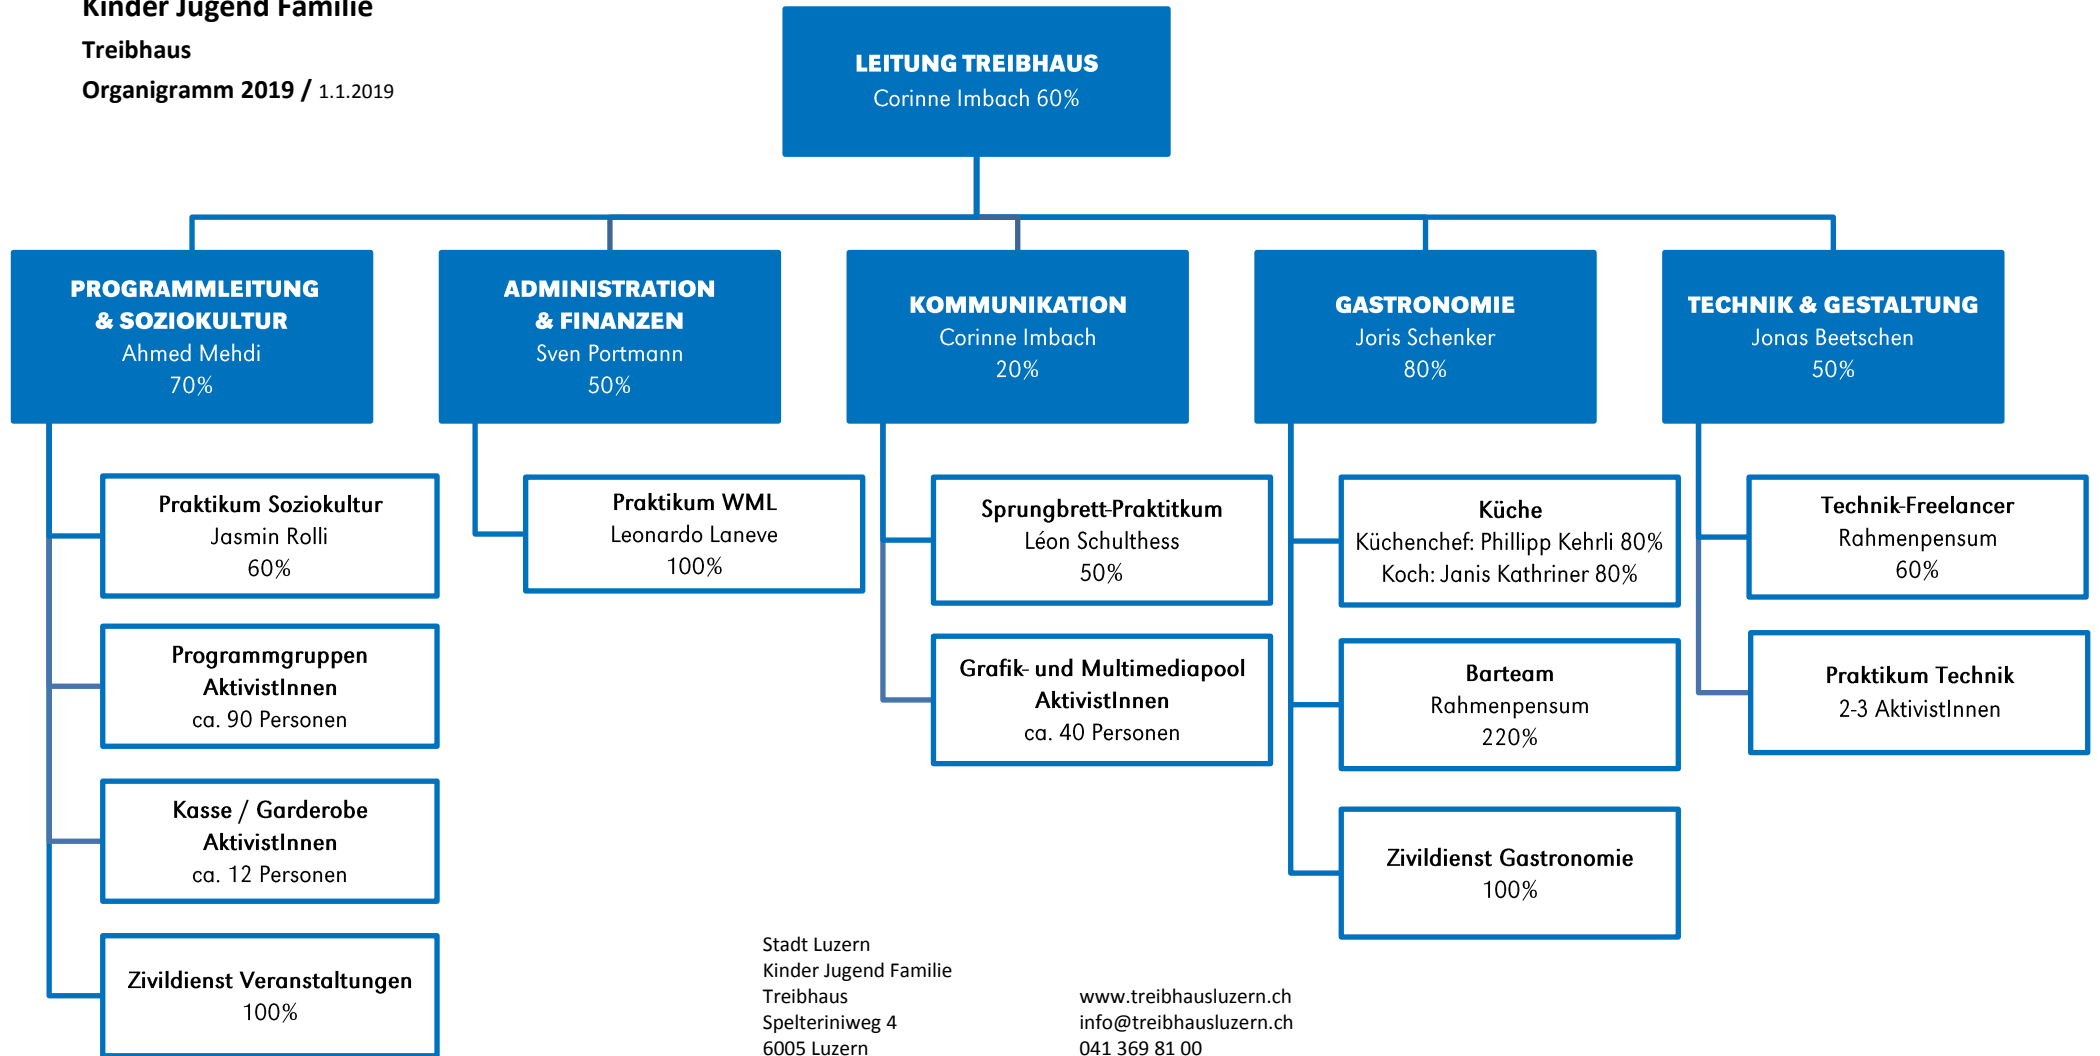 Kinder Jugend Familie
Treibhaus
Organigramm 2019 / 1.1.2019
LEITUNG TREIBHAUS
Corinne Imbach 60%
PROGRAMMLEITUNG
& SOZIOKULTUR
Ahmed Mehdi
70%
ADMINISTRATION
& FINANZEN
Sven Portmann
50%
KOMMUNIKATION
Corinne Imbach
20%
GASTRONOMIE
Joris Schenker
80%
TECHNIK & GESTALTUNG
Jonas Beetschen
50%
Praktikum Soziokultur
Jasmin Rolli
60%
Programmgruppen
AktivistInnen
ca. 90 Personen
Kasse / Garderobe
AktivistInnen
ca. 12 Personen
Zivildienst Veranstaltungen
100%
Praktikum WML
Leonardo Laneve
100%
Sprungbrett-Praktitkum
Léon Schulthess
50%
Grafik- und Multimediapool
AktivistInnen
ca. 40 Personen
Küche
Küchenchef: Phillipp Kehrli 80%
Koch: Janis Kathriner 80%
Barteam
Rahmenpensum
220%
Zivildienst Gastronomie
100%
Technik-Freelancer
Rahmenpensum
60%
Praktikum Technik
2-3 AktivistInnen
Stadt Luzern
Kinder Jugend Familie
Treibhaus
Spelteriniweg 4
6005 Luzern
www.treibhausluzern.ch
info@treibhausluzern.ch
041 369 81 00